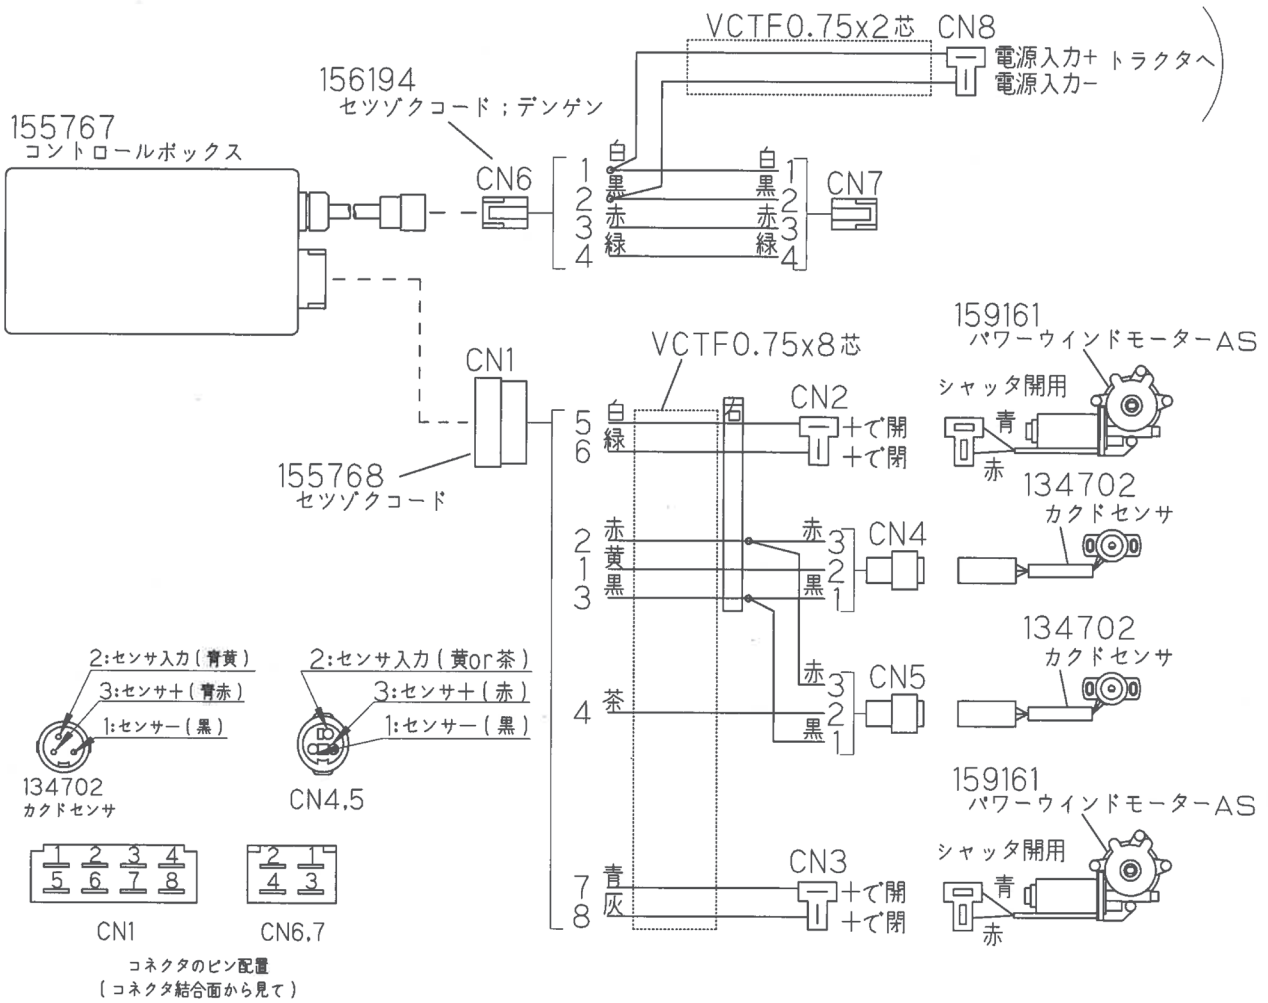 VCTF0.75x2芯
CN8
電源入力+
トラクタへ
電源入力-
156194
セツゾクコード;デンゲン
155767
コントロールボックス
CN6
1 白 白 1
2 黒 黒 2
3 赤 赤 3
4 緑 緑 4
CN7
CN1
155768
セツゾクコード
VCTF0.75x8芯
5 白
6 緑
右
CN2
+で開
+で閉
159161
パワーウインドモーターAS
シャッタ開用
青
赤
2 赤 赤 3
1 黄 2
3 黒 黒 1
CN4
134702
カクドセンサ
4 茶
赤 3
2
黒 1
CN5
134702
カクドセンサ
7 青
8 灰
CN3
+で開
+で閉
159161
パワーウインドモーターAS
シャッタ開用
青
赤
2:センサ入力(青黄)
3:センサ+(青赤)
1:センサー(黒)
134702
カクドセンサ
2:センサ入力(黄or茶)
3:センサ+(赤)
1:センサー(黒)
CN4.5
1 2 3 4
5 6 7 8
CN1
2 1
4 3
CN6.7
コネクタのピン配置
(コネクタ結合面から見て)